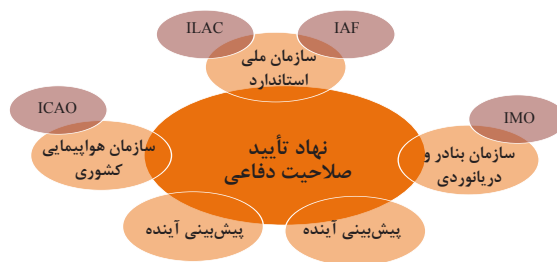 ILAC
IAF
سازمان ملی
استاندارد
ICAO
IMO
سازمان هواپیمایی
کشوری
نهاد تأیید
صلاحیت دفاعی
سازمان بنادر و
دریانوردی
پیش‌بینی آینده
پیش‌بینی آینده